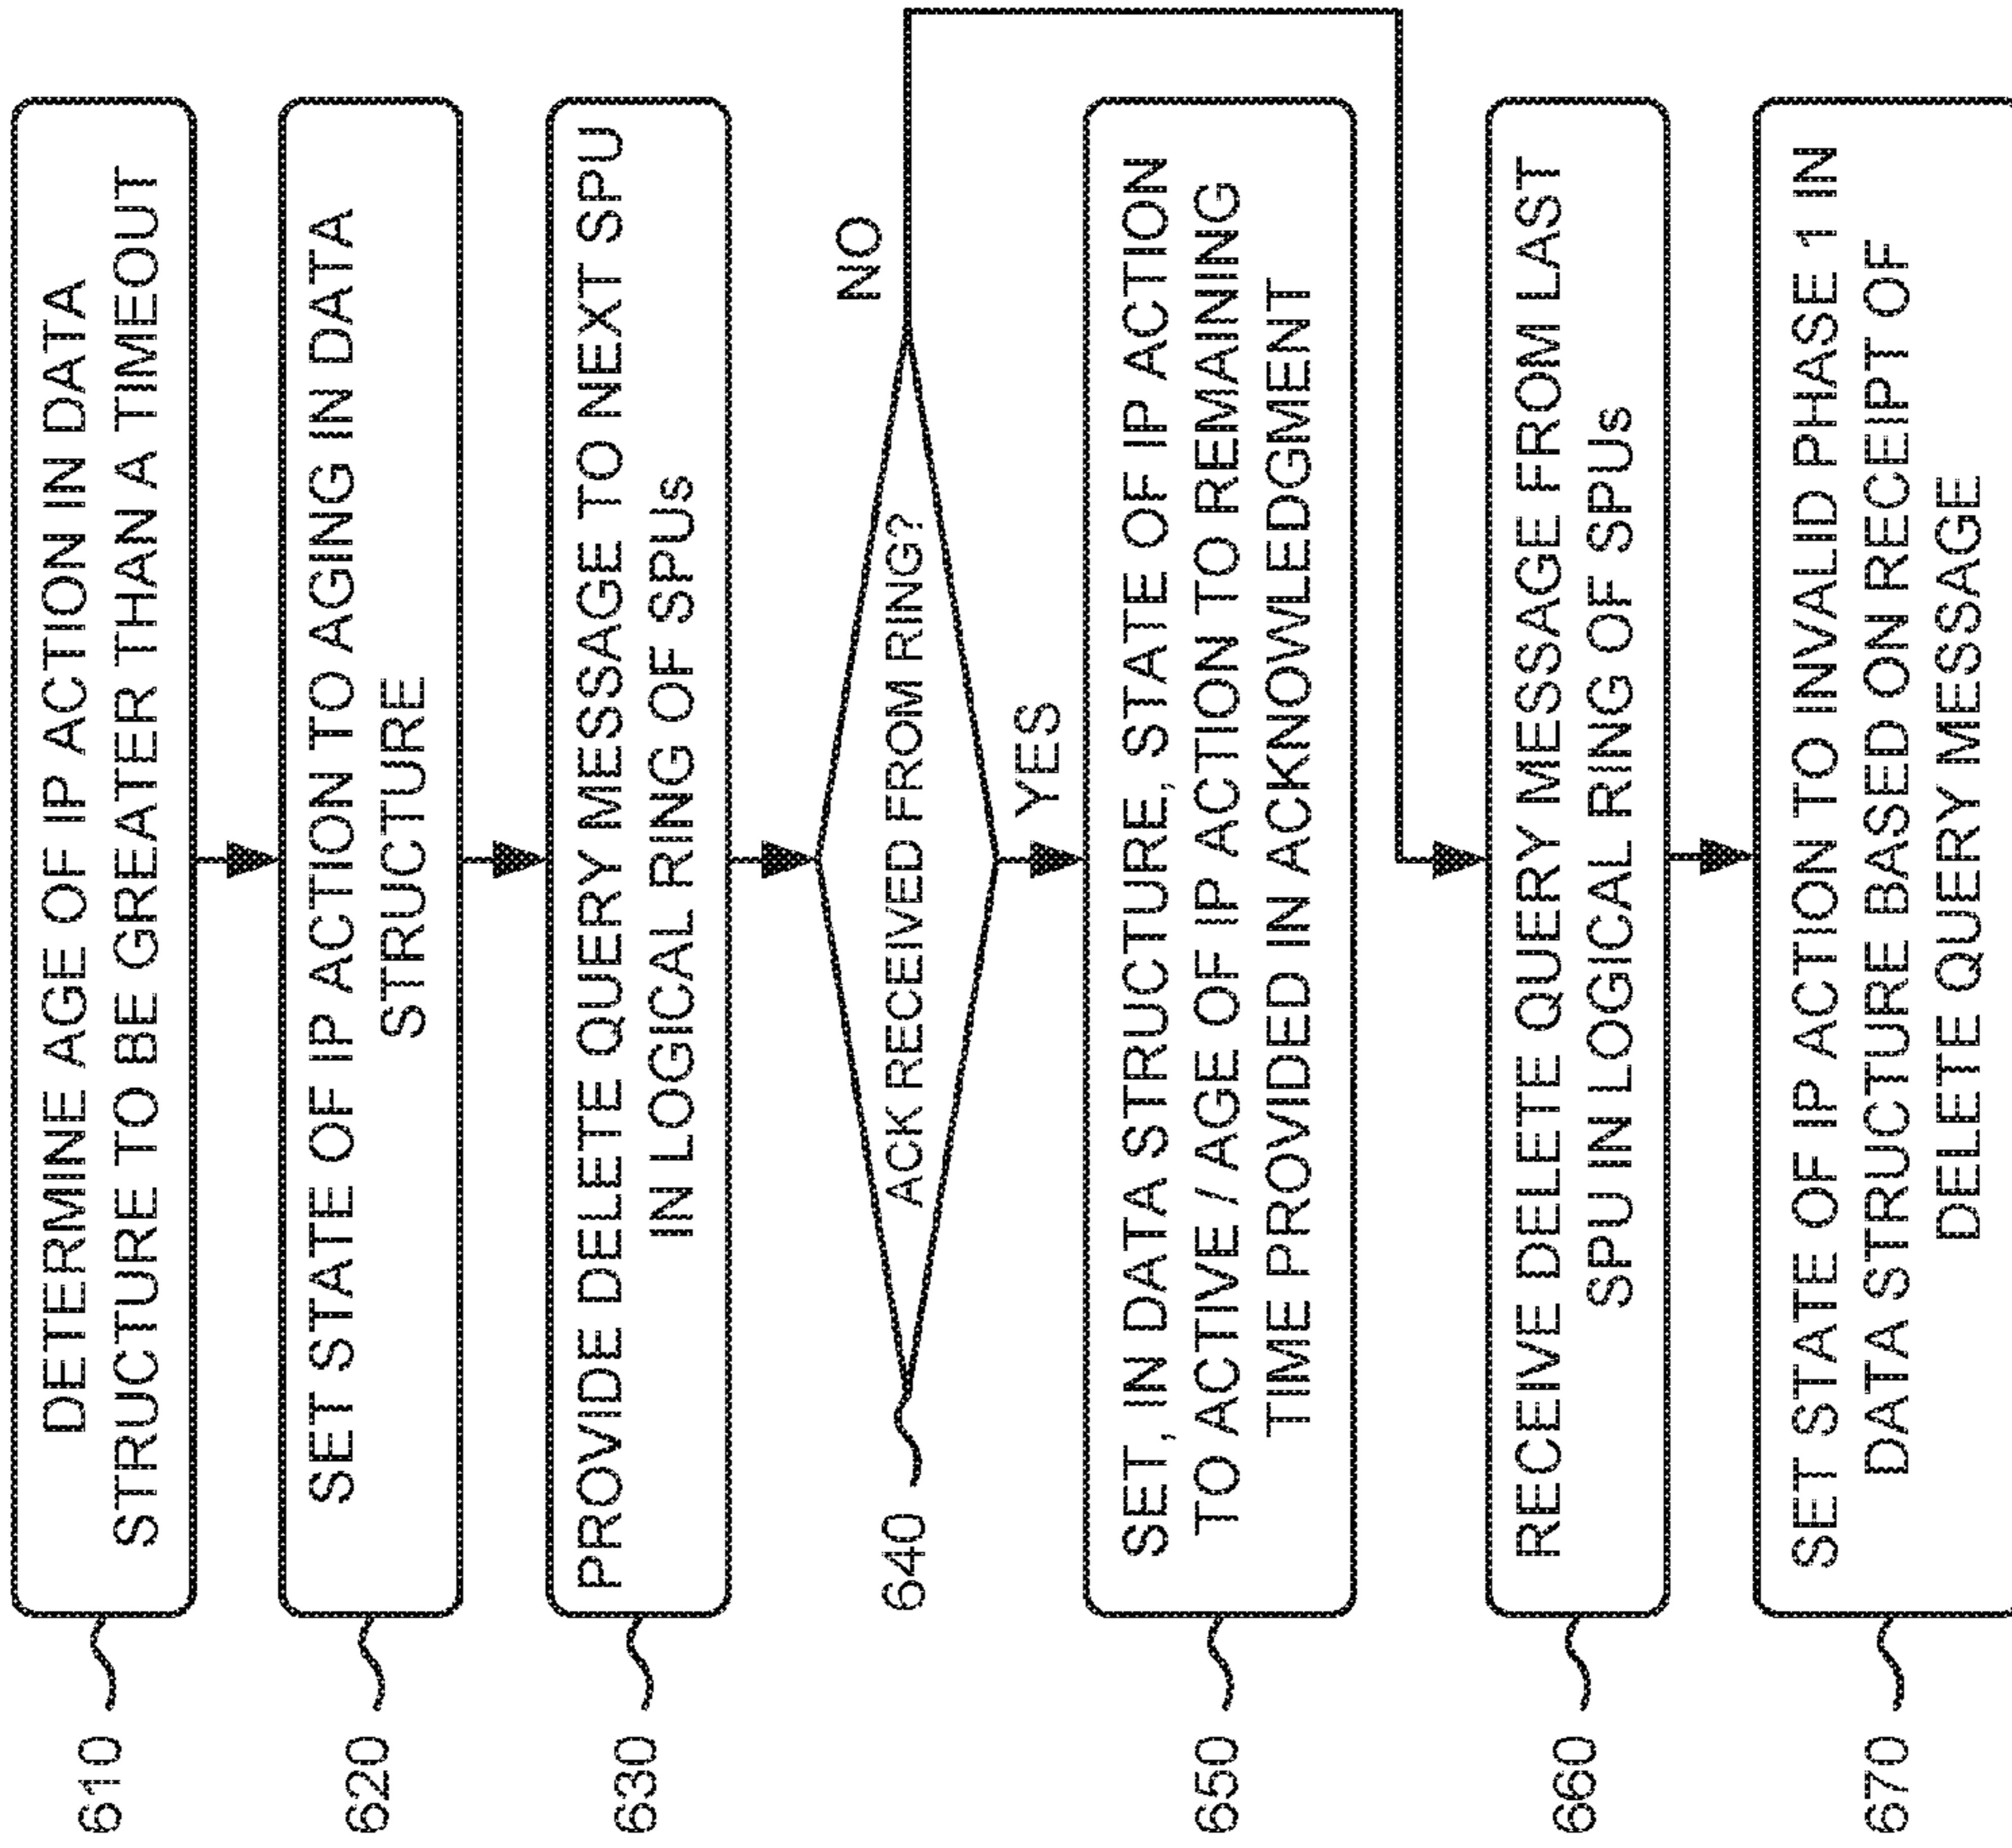 610
DETERMINE AGE OF IP ACTION IN DATA
STRUCTURE TO BE GREATER THAN A TIMEOUT
620
SET STATE OF IP ACTION TO AGING IN DATA
STRUCTURE
630
PROVIDE DELETE QUERY MESSAGE TO NEXT SPU
IN LOGICAL RING OF SPUs
640
ACK RECEIVED FROM RING?
NO
YES
650
SET, IN DATA STRUCTURE, STATE OF IP ACTION
TO ACTIVE / AGE OF IP ACTION TO REMAINING
TIME PROVIDED IN ACKNOWLEDGMENT
660
RECEIVE DELETE QUERY MESSAGE FROM LAST
SPU IN LOGICAL RING OF SPUs
670
SET STATE OF IP ACTION TO INVALID PHASE 1 IN
DATA STRUCTURE BASED ON RECEIPT OF
DELETE QUERY MESSAGE